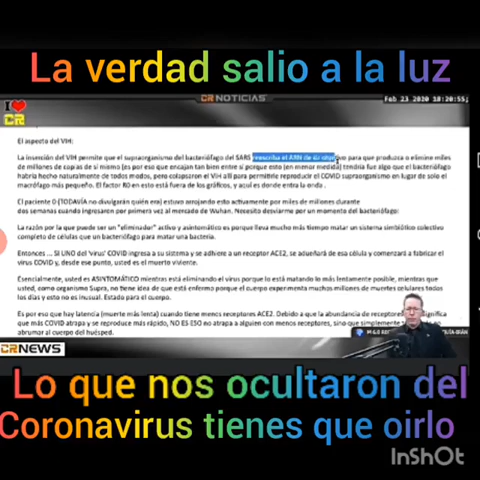 La verdad salio a la luz
I
CR
CR NOTICIAS
Feb 23 2020 18:20:55;
El aspecto del VIH:
La inserción del VIH permite que el supraorganismo del bacteriófago del SARS reescriba el ARN de su objetivo para que produzca o elimine miles
de millones de copias de sí mismo (es por eso que encajan tan bien entre sí porque esto (en menor medida) tendría fue algo que el bacteriófago
habría hecho naturalmente de todos modos, pero colapsaron el VIH allí para permitirle reproducir el COVID supraorganismo en lugar de solo el
macrófago más pequeño. El factor R0 en esto está fuera de los gráficos, y aquí es donde entra la onda .
El paciente 0 (TODAVÍA no divulgarán quién era) estuvo arrojando esto activamente por miles de millones durante
dos semanas cuando ingresaron por primera vez al mercado de Wuhan. Necesito desviarme por un momento del bacteriófago:
La razón por la que puede ser un "eliminador" activo y asintomático es porque lleva mucho más tiempo matar un sistema simbiótico colectivo
completo de células que un bacteriófago para matar una bacteria.
Entonces ... Si UNO del 'virus' COVID ingresa a su sistema y se adhiere a un receptor ACE2, se adueñará de esa célula y comenzará a fabricar el
virus COVID y, desde ese punto, usted es el muerto viviente.
Esencialmente, usted es ASINTOMÁTICO mientras está eliminando el virus porque lo está matando lo más lentamente posible, mientras que
usted, como organismo Supra, no tiene idea de que está enfermo porque el cuerpo experimenta muchos millones de muertes celulares todos
los días y esto no es inusual. Estado para el cuerpo.
Es por eso que hay latencia (muerte más lenta) cuando tiene menos receptores ACE2. Debido a que la abundancia de receptores significa
que más COVID atrapa y se reproduce más rápido, NO ES ESO no atrapa a alguien con menos receptores, sino que simplemente
abrumar al cuerpo del huésped.
CR NEWS
Lo que nos ocultaron del
Coronavirus tienes que oirlo
InShOt